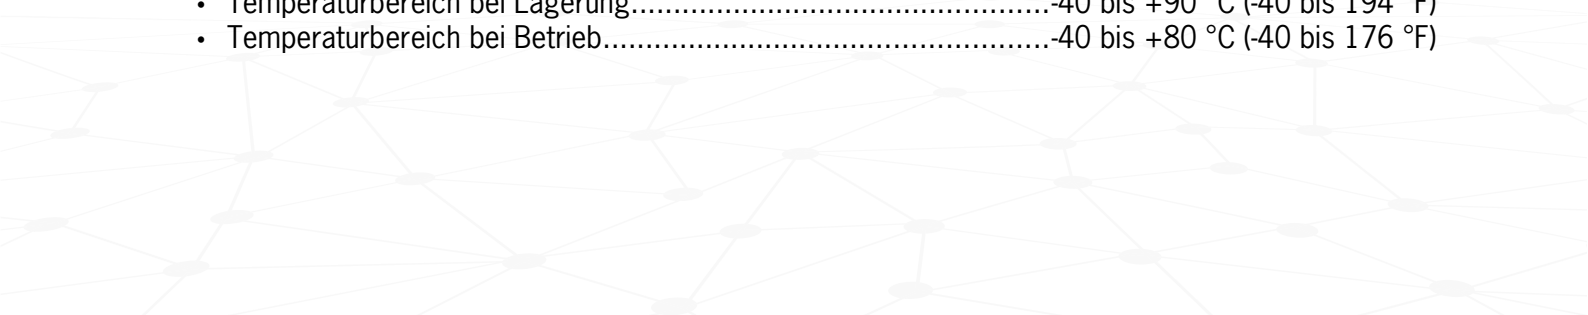 • Temperaturbereich bei Lagerung..................................................-40 bis +90 °C (-40 bis 194 °F)
• Temperaturbereich bei Betrieb.....................................................-40 bis +80 °C (-40 bis 176 °F)